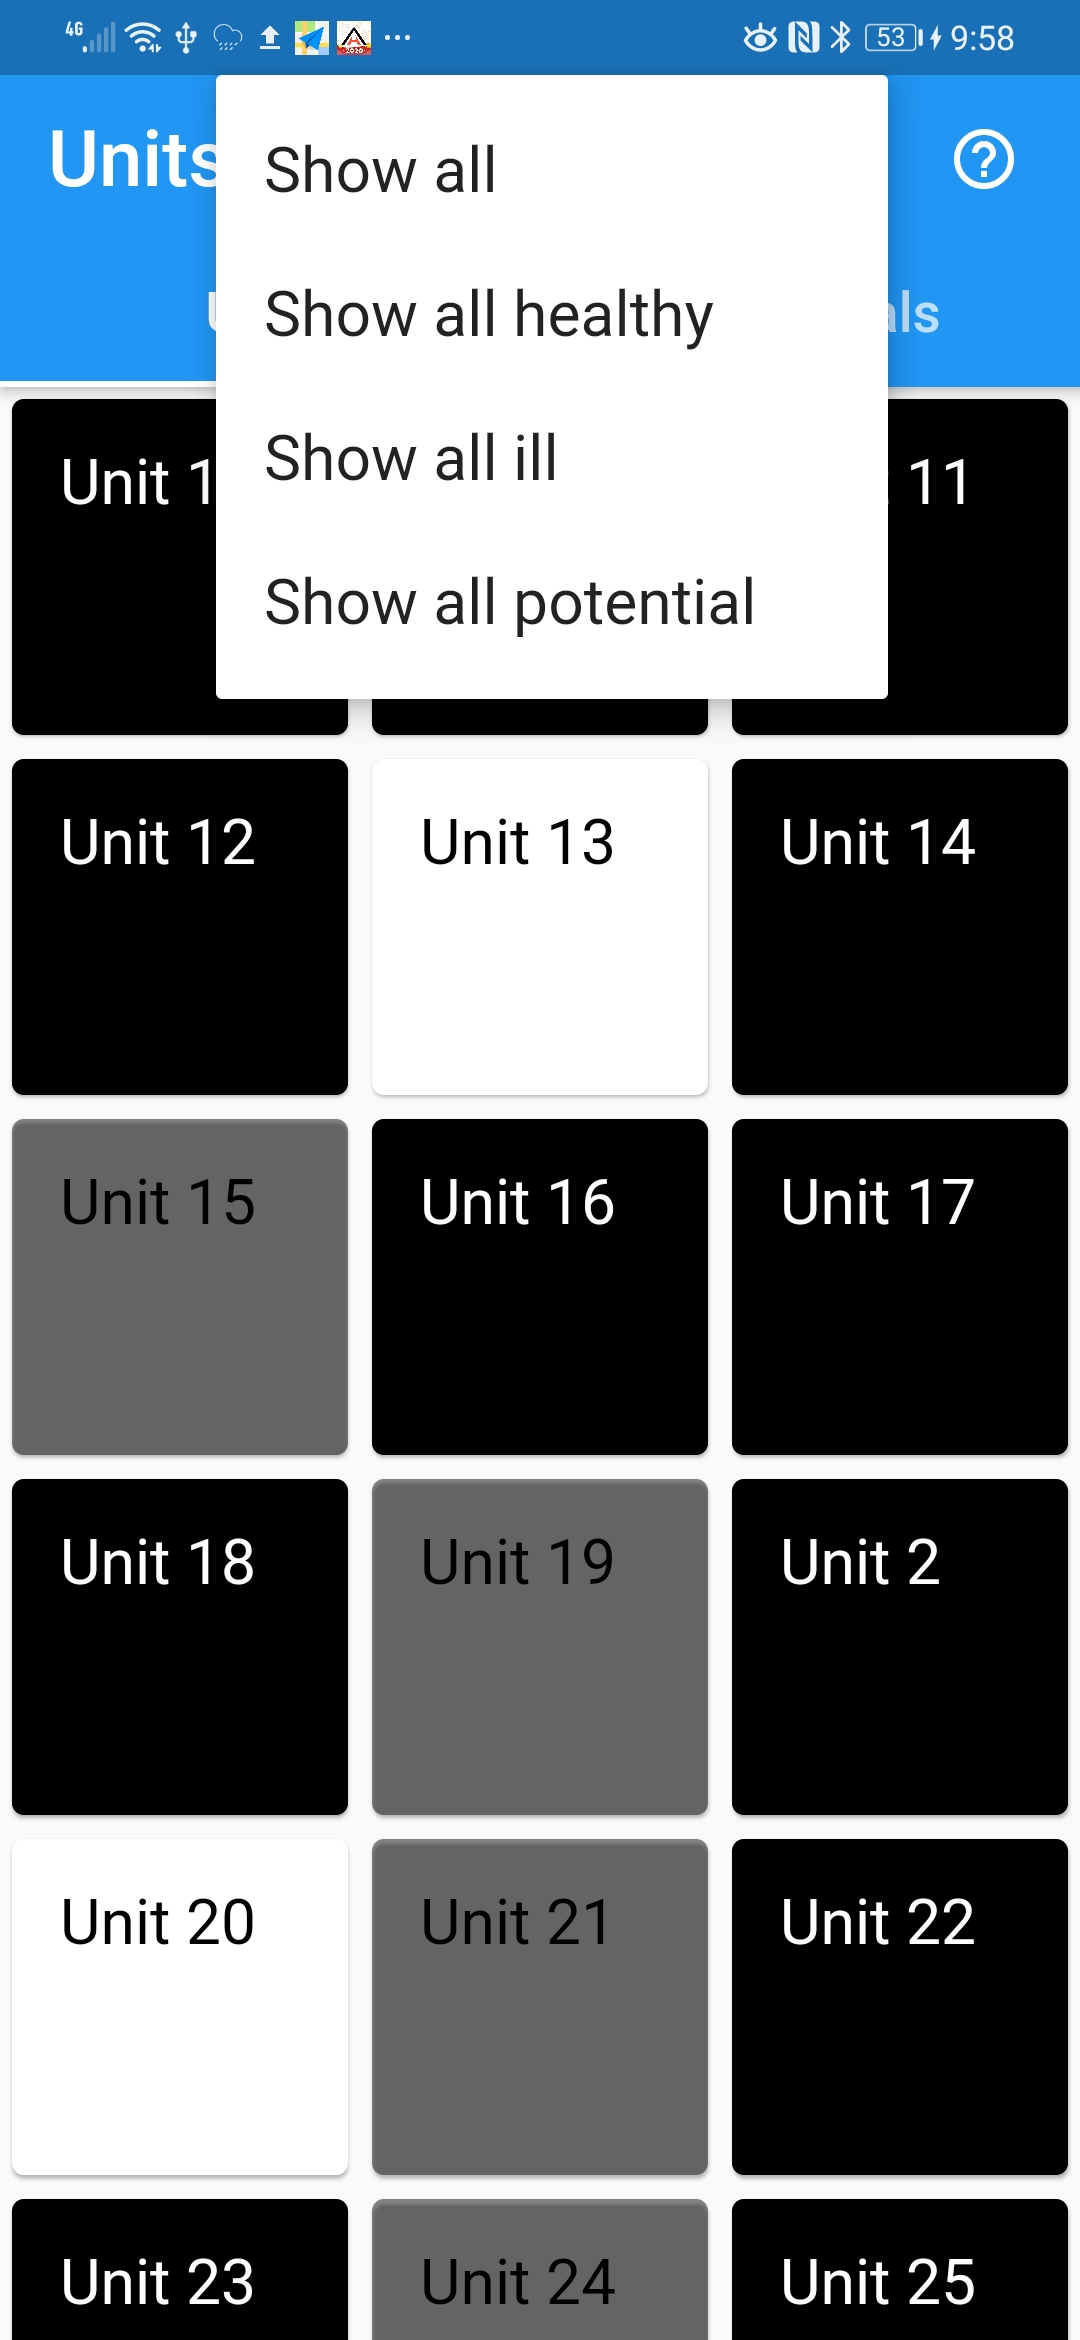 4G 53 9:58
Units
Show all
Show all healthy
Show all ill
Show all potential
Unit 1 11
Unit 12 Unit 13 Unit 14
Unit 15 Unit 16 Unit 17
Unit 18 Unit 19 Unit 2
Unit 20 Unit 21 Unit 22
Unit 23 Unit 24 Unit 25